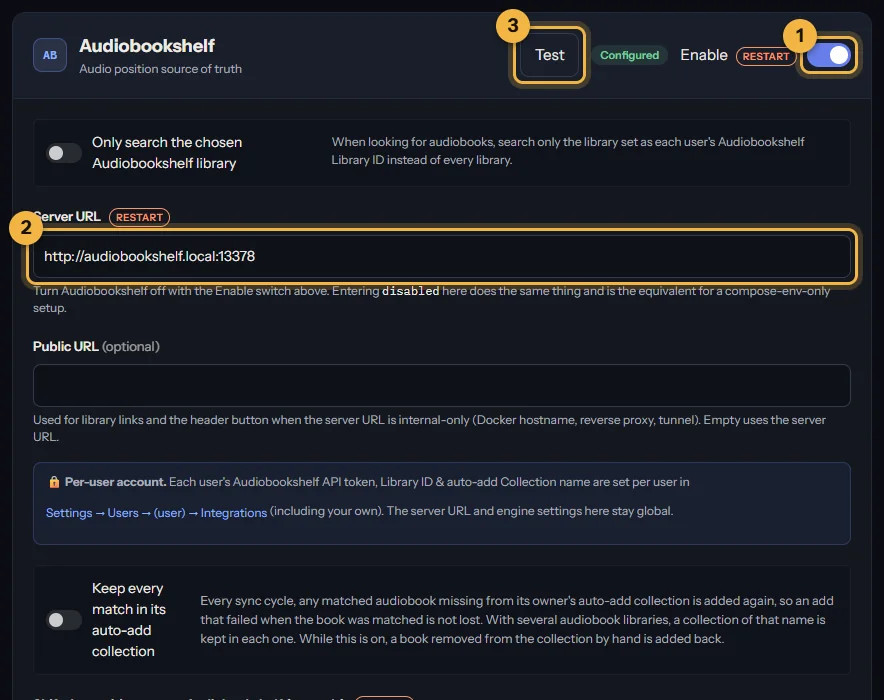 3
1
AB
Audiobookshelf
Audio position source of truth
Test
Configured
Enable
RESTART
Only search the chosen
Audiobookshelf library
When looking for audiobooks, search only the library set as each user's Audiobookshelf
Library ID instead of every library.
2
Server URL RESTART
http://audiobookshelf.local:13378
Turn Audiobookshelf off with the Enable switch above. Entering disabled here does the same thing and is the equivalent for a compose-env-only
setup.
Public URL (optional)
Used for library links and the header button when the server URL is internal-only (Docker hostname, reverse proxy, tunnel). Empty uses the server
URL.
Per-user account. Each user's Audiobookshelf API token, Library ID & auto-add Collection name are set per user in
Settings → Users → (user) → Integrations (including your own). The server URL and engine settings here stay global.
Keep every
match in its
auto-add
collection
Every sync cycle, any matched audiobook missing from its owner's auto-add collection is added again, so an add
that failed when the book was matched is not lost. With several audiobook libraries, a collection of that name is
kept in each one. While this is on, a book removed from the collection by hand is added back.